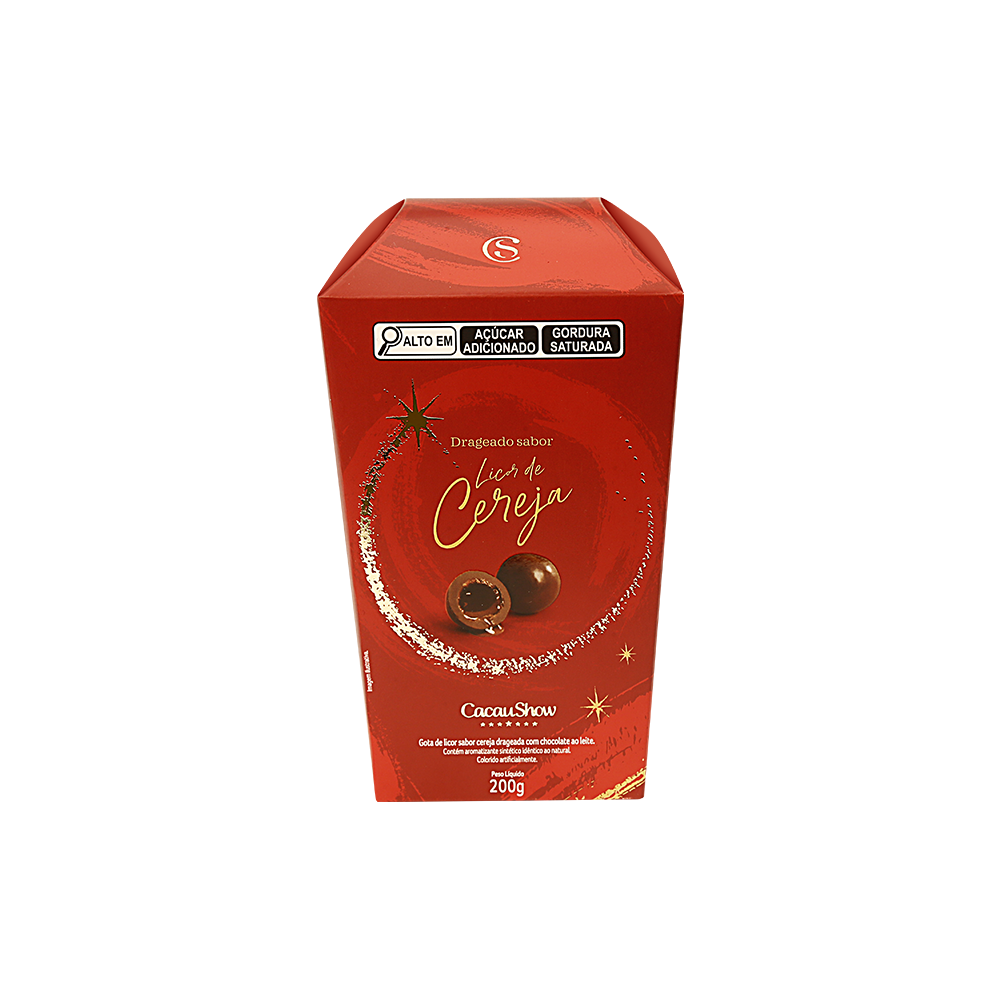 CS
ALTO EM
AÇÚCAR ADICIONADO
GORDURA SATURADA
Drageado sabor
Licor de
Cereja
Imagem ilustrativa.
CacauShow
Gota de licor sabor cereja drageada com chocolate ao leite.
Contém aromatizante sintético idêntico ao natural.
Colorido artificialmente.
Peso Líquido
200g